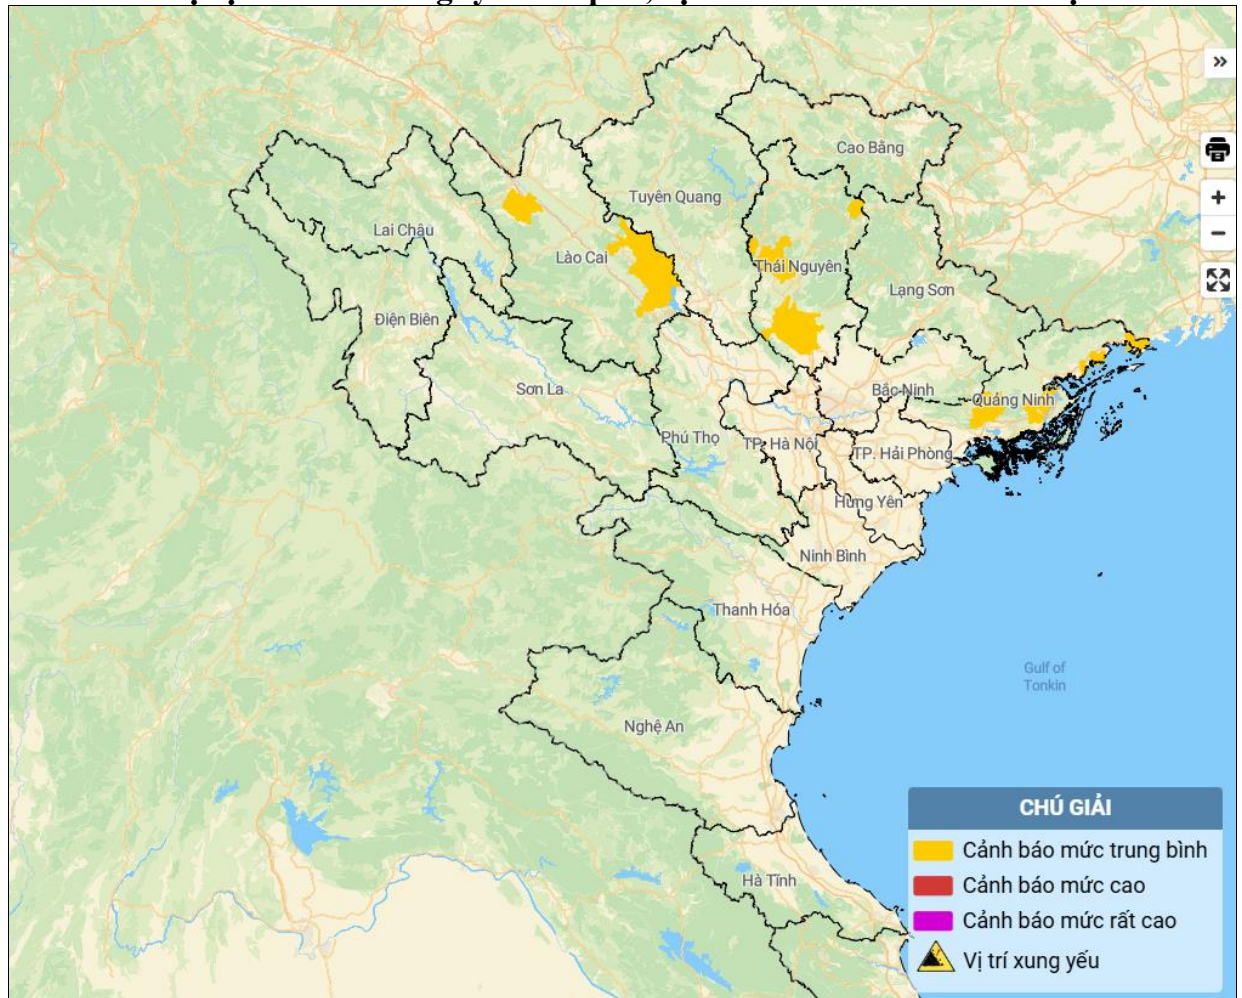 Cao Bằng
Tuyên Quang
Lai Châu
Lào Cai
Thái Nguyên
Lạng Sơn
Điện Biên
Sơn La
Bắc Ninh
Quảng Ninh
Phú Thọ
TP. Hà Nội
TP. Hải Phòng
Hưng Yên
Ninh Bình
Thanh Hóa
Gulf of
Tonkin
Nghệ An
Hà Tĩnh
CHÚ GIẢI
Cảnh báo mức trung bình
Cảnh báo mức cao
Cảnh báo mức rất cao
Vị trí xung yếu